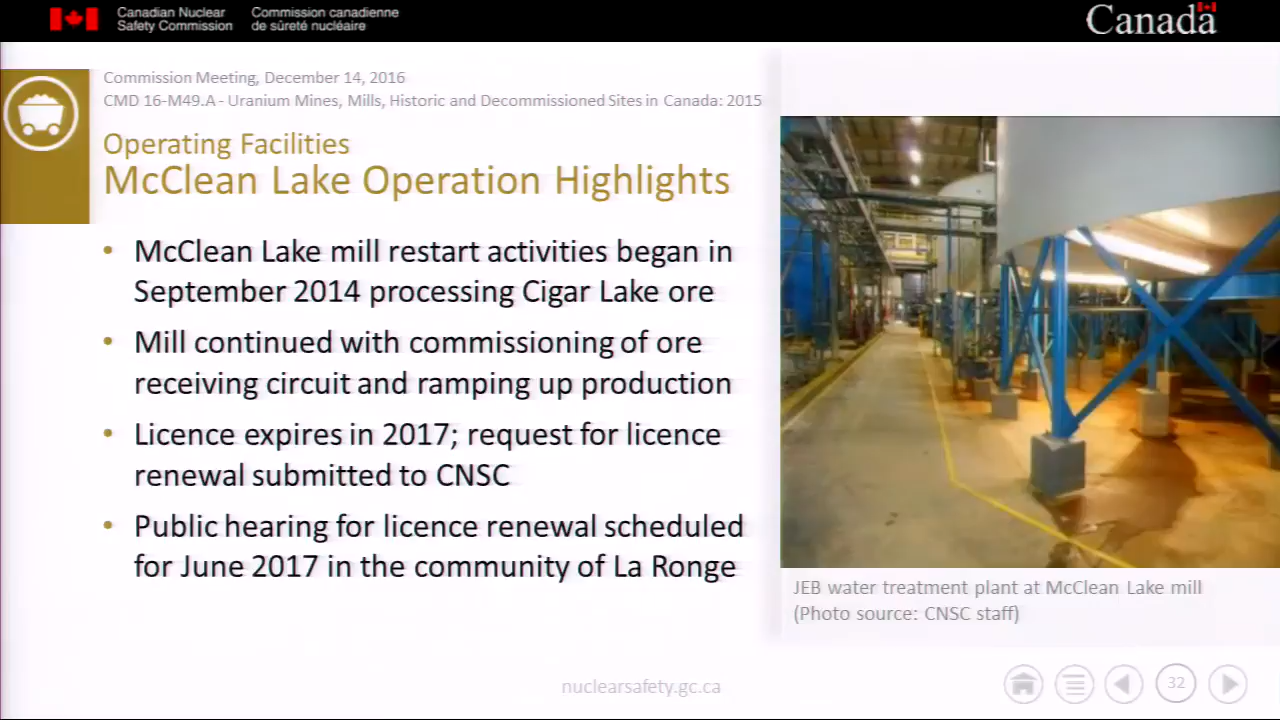 Canadian Nuclear
Safety Commission
Commission canadienne
de sûreté nucléaire
Canada
Commission Meeting, December 14, 2016
CMD 16-M49.A - Uranium Mines, Mills, Historic and Decommissioned Sites in Canada: 2015
Operating Facilities
McClean Lake Operation Highlights
• McClean Lake mill restart activities began in
September 2014 processing Cigar Lake ore
• Mill continued with commissioning of ore
receiving circuit and ramping up production
• Licence expires in 2017; request for licence
renewal submitted to CNSC
• Public hearing for licence renewal scheduled
for June 2017 in the community of La Ronge
JEB water treatment plant at McClean Lake mill
(Photo source: CNSC staff)
nuclearsafety.gc.ca
32